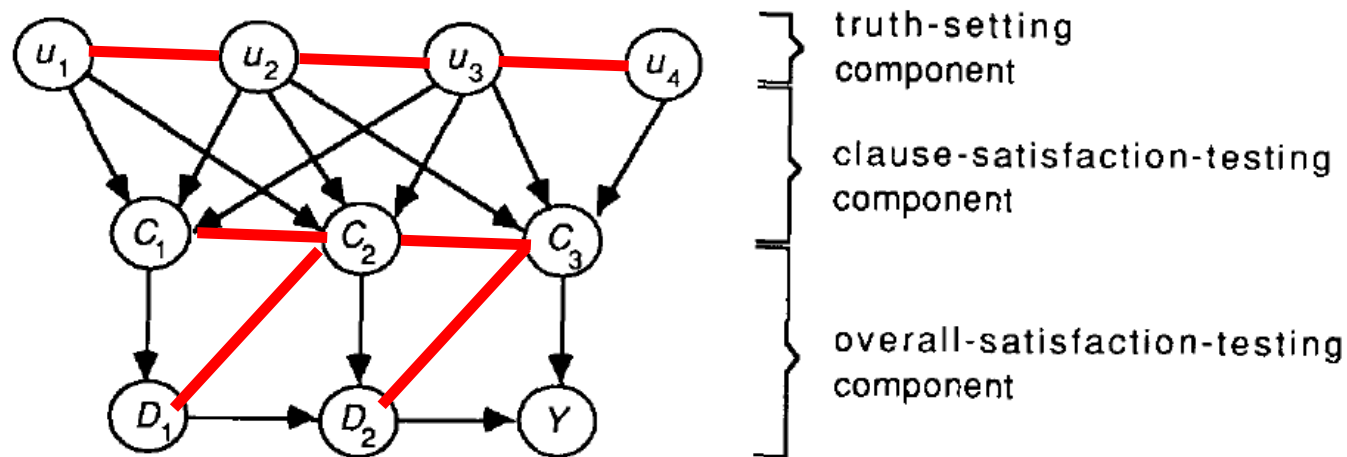 u₁ u₂ u₃ u₄
truth-setting
component
C₁ C₂ C₃
clause-satisfaction-testing
component
D₁ D₂ Y
overall-satisfaction-testing
component